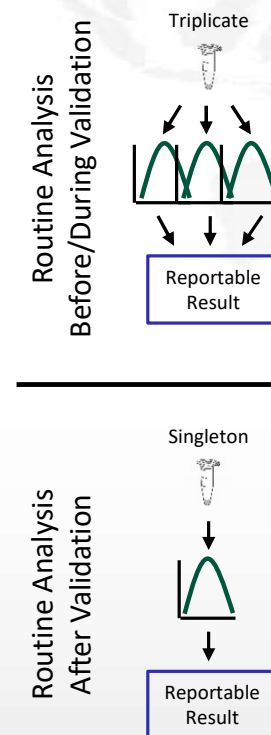 Routine Analysis
Before/During Validation
Triplicate
Reportable
Result
Routine Analysis
After Validation
Singleton
Reportable
Result